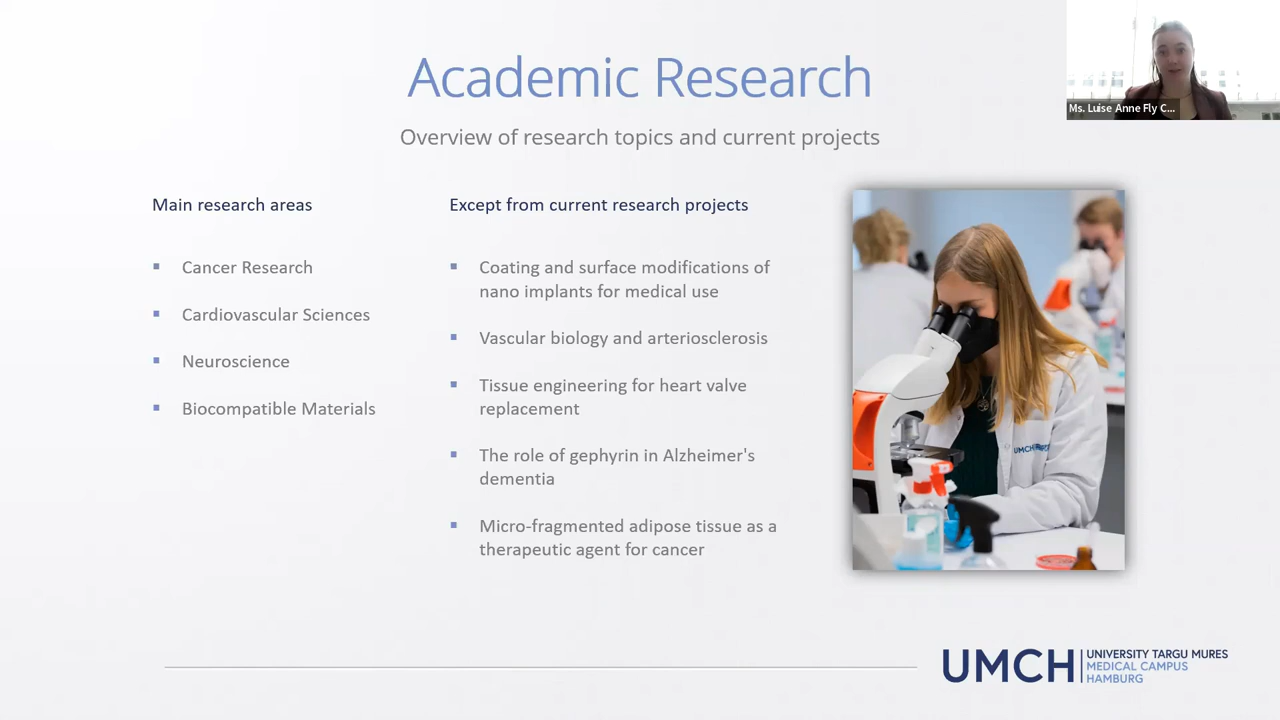 Academic Research
Overview of research topics and current projects
Ms. Luise Anne Fly C...
Main research areas
▪ Cancer Research
▪ Cardiovascular Sciences
▪ Neuroscience
▪ Biocompatible Materials
Except from current research projects
▪ Coating and surface modifications of
nano implants for medical use
▪ Vascular biology and arteriosclerosis
▪ Tissue engineering for heart valve
replacement
▪ The role of gephyrin in Alzheimer's
dementia
▪ Micro-fragmented adipose tissue as a
therapeutic agent for cancer
UMCH
UMCH
UNIVERSITY TARGU MURES
MEDICAL CAMPUS
HAMBURG